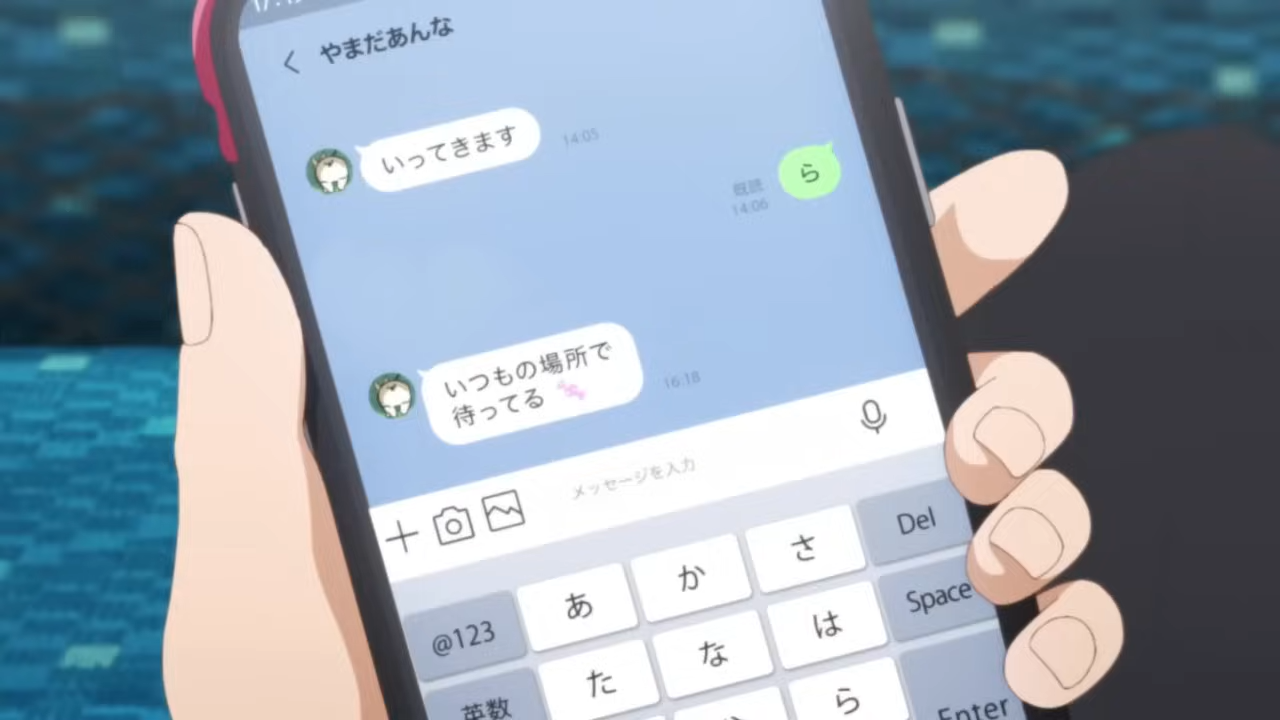 やまだあんな
いってきます
14:05
ら
既読
14:06
いつもの場所で
待ってる
16:18
メッセージを入力
@123
あ
か
さ
Del
英数
た
な
は
Space
ら
Enter